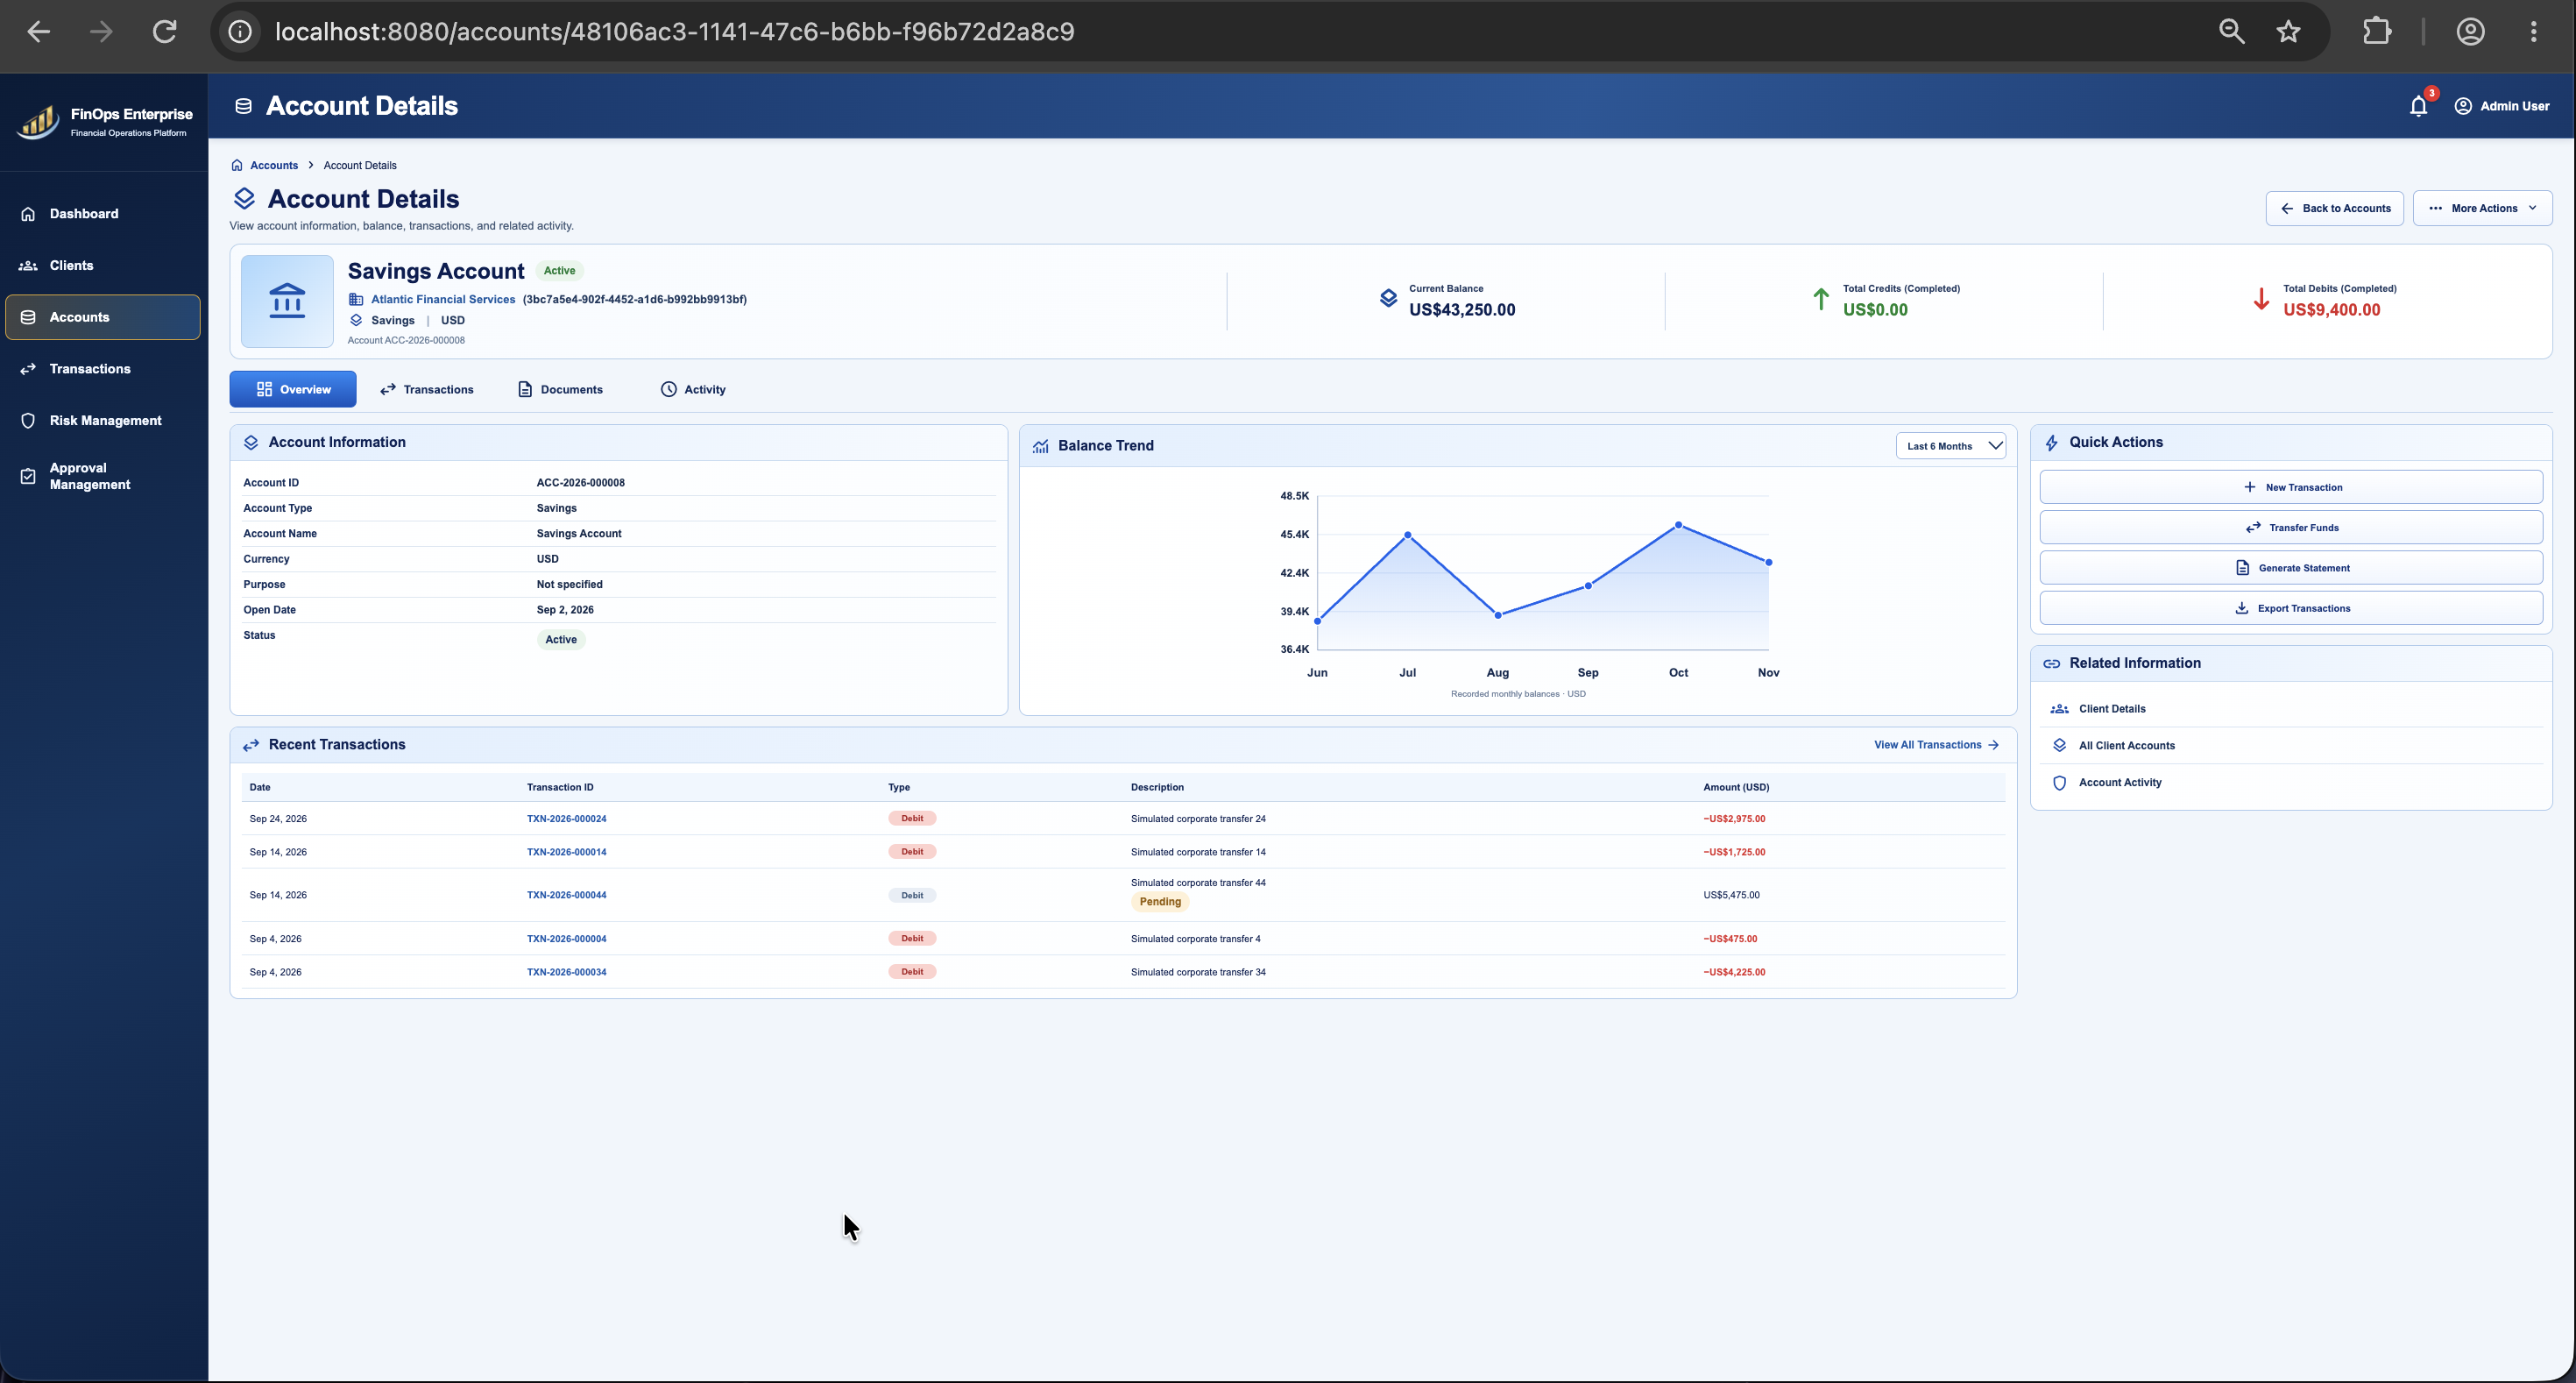 localhost:8080/accounts/48106ac3-1141-47c6-b6bb-f96b72d2a8c9
FinOps Enterprise
Financial Operations Platform
Account Details
3
Admin User
Dashboard
Clients
Accounts
Transactions
Risk Management
Approval
Management
Accounts > Account Details
Account Details
View account information, balance, transactions, and related activity.
Back to Accounts
More Actions
Savings Account Active
Atlantic Financial Services (3bc7a5e4-902f-4452-a1d6-b992bb9913bf)
Savings | USD
Account ACC-2026-000008
Current Balance
US$43,250.00
Total Credits (Completed)
US$0.00
Total Debits (Completed)
US$9,400.00
Overview Transactions Documents Activity
Account Information
Account ID ACC-2026-000008
Account Type Savings
Account Name Savings Account
Currency USD
Purpose Not specified
Open Date Sep 2, 2026
Status Active
Balance Trend
Last 6 Months
48.5K
45.4K
42.4K
39.4K
36.4K
Jun Jul Aug Sep Oct Nov
Recorded monthly balances · USD
Quick Actions
New Transaction
Transfer Funds
Generate Statement
Export Transactions
Related Information
Client Details
All Client Accounts
Account Activity
Recent Transactions
View All Transactions
Date Transaction ID Type Description Amount (USD)
Sep 24, 2026 TXN-2026-000024 Debit Simulated corporate transfer 24 −US$2,975.00
Sep 14, 2026 TXN-2026-000014 Debit Simulated corporate transfer 14 −US$1,725.00
Sep 14, 2026 TXN-2026-000044 Debit Simulated corporate transfer 44 US$5,475.00
Pending
Sep 4, 2026 TXN-2026-000004 Debit Simulated corporate transfer 4 −US$475.00
Sep 4, 2026 TXN-2026-000034 Debit Simulated corporate transfer 34 −US$4,225.00